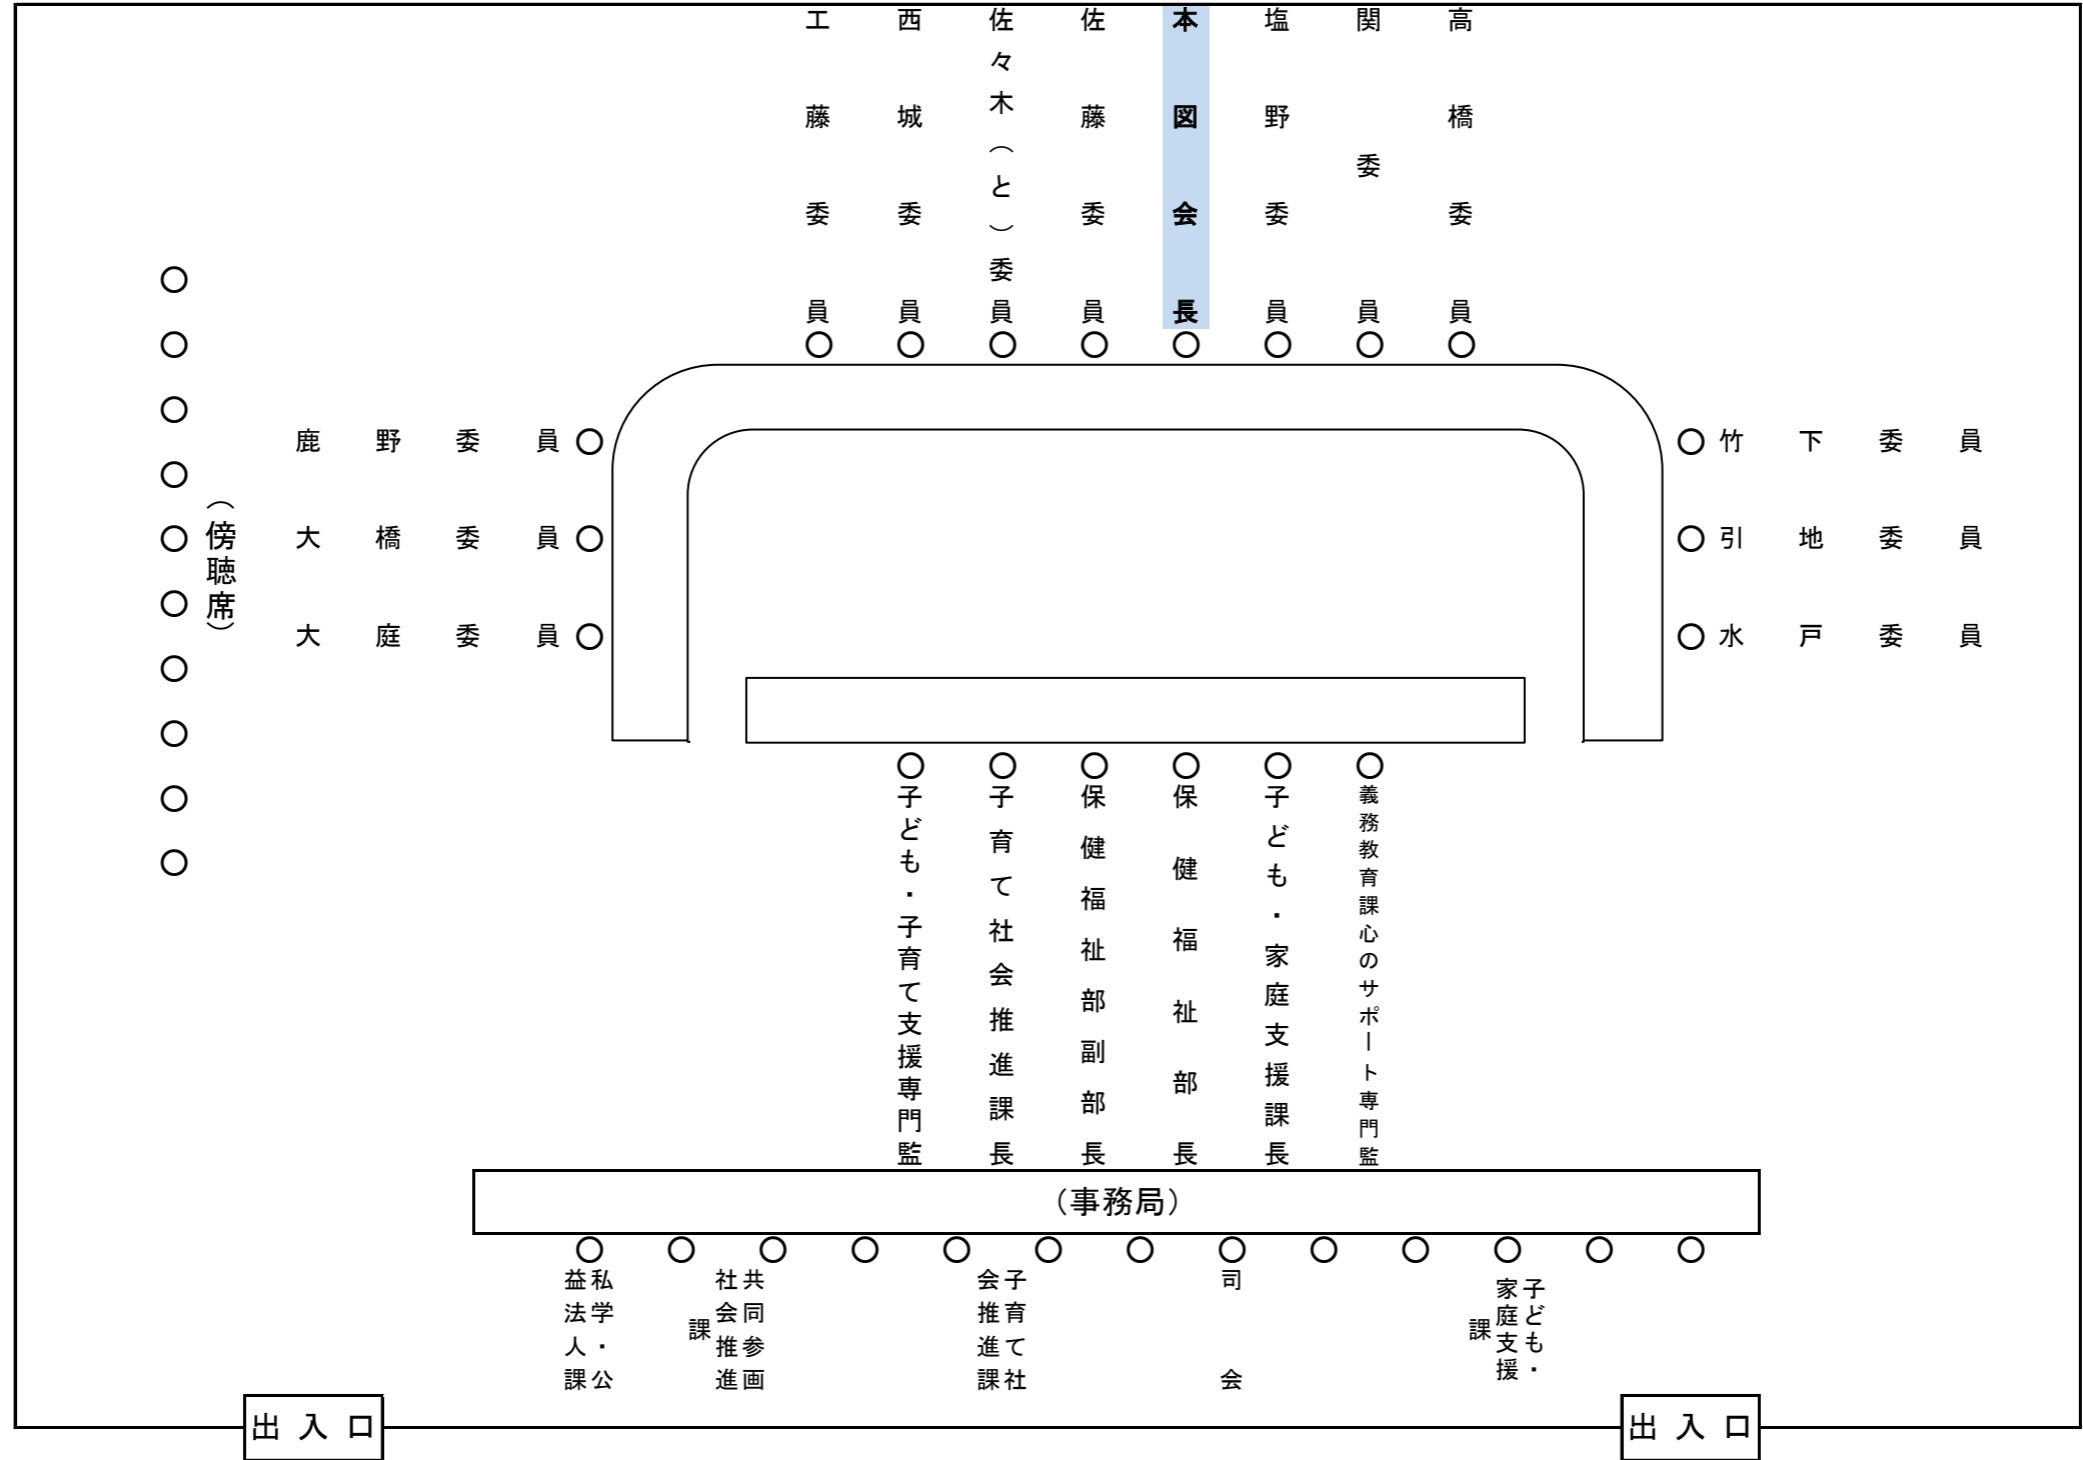 工藤委員
西城委員
佐々木（と）委員
佐藤委員
本図会長
塩野委員
関委員
高橋委員
鹿野委員
大橋委員
大庭委員
竹下委員
引地委員
水戸委員
（傍聴席）
子ども・子育て支援専門監
子育て社会推進課長
保健福祉部副部長
保健福祉部長
子ども・家庭支援課長
義務教育課心のサポート専門監
（事務局）
私学・公
益法人課
共同参画
社会推進
課
子育て社
会推進課
司会
子ども・
家庭支援
課
出入口
出入口